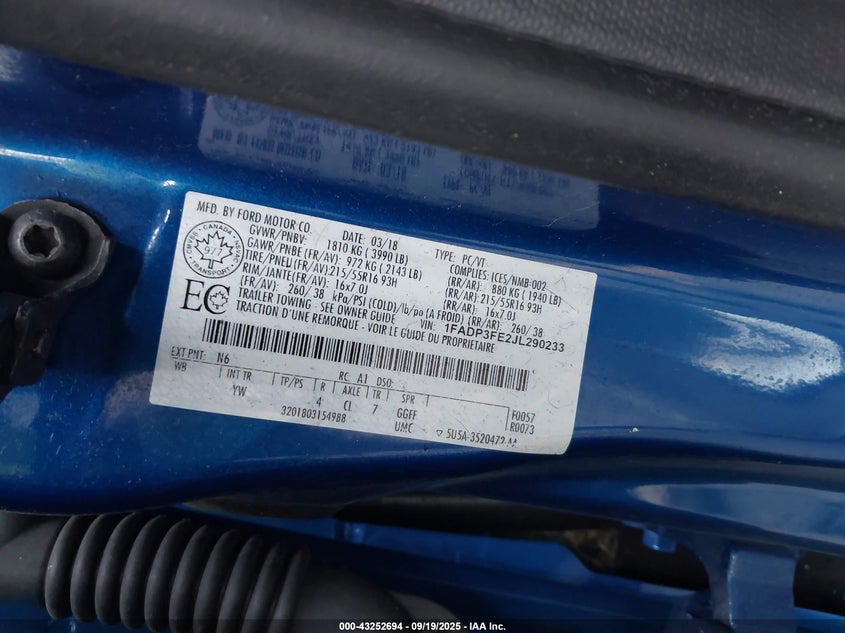 MFD. BY FORD MOTOR CO.
DATE: 03/18
TYPE: PC/VT
GVWR/PNBV: 1810 KG ( 3990 LB)
COMPLIES: ICES/NMB-002
GAWR/PNBE(FR/AV): 972 KG ( 2143 LB)
(RR/AR): 880 KG ( 1940 LB)
TIRE/PNEU(FR/AV):215/55R16 93H
(RR/AR):215/55R16 93H
RIM/JANTE(FR/AV): 16x7.0J
(RR/AR): 16x7.0J
(FR/AV): 260/ 38 kPa/PSI (COLD)/lb/po (A FROID) (RR/AR): 260/ 38
TRAILER TOWING - SEE OWNER GUIDE
VIN: 1FADP3FE2JL290233
TRACTION D'UNE REMORQUE - VOIR LE GUIDE DU PROPRIETAIRE
CANADA
977
TRANSPORT
EC
EXT PNT: N6
RC: A1 DSO:
WB INT TR TP/PS R AXLE TR SPR
YW 4 CL 7 GGFF
F0057
R0073
32018031549B8
UMC
5U5A-3520472-AA
000-43252694 - 09/19/2025 - IAA Inc.